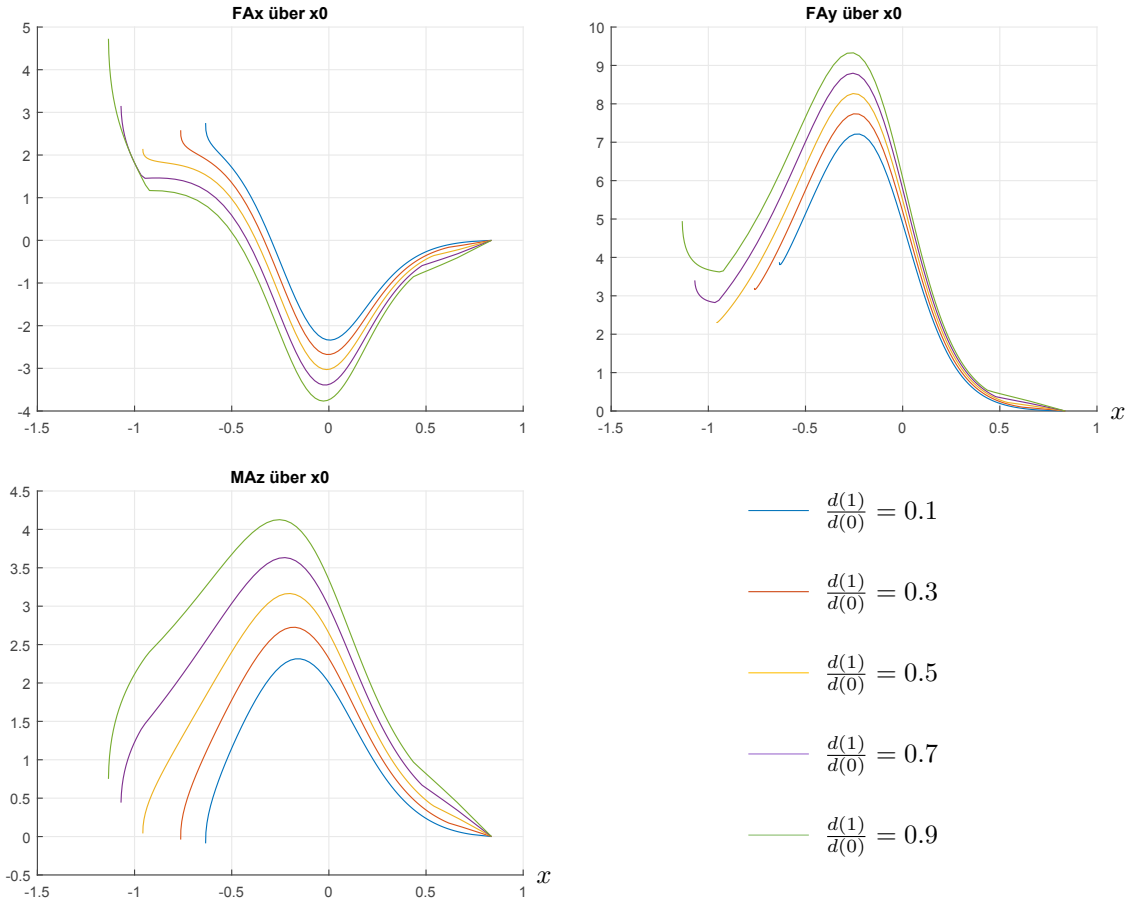 FAx über x0
5
4
3
2
1
0
-1
-2
-3
-4
-1.5 -1 -0.5 0 0.5 1
FAy über x0
10
9
8
7
6
5
4
3
2
1
0
-1.5 -1 -0.5 0 0.5 1
x
MAz über x0
4.5
4
3.5
3
2.5
2
1.5
1
0.5
0
-0.5
-1.5 -1 -0.5 0 0.5 1
x
d(1)/d(0) = 0.1
d(1)/d(0) = 0.3
d(1)/d(0) = 0.5
d(1)/d(0) = 0.7
d(1)/d(0) = 0.9